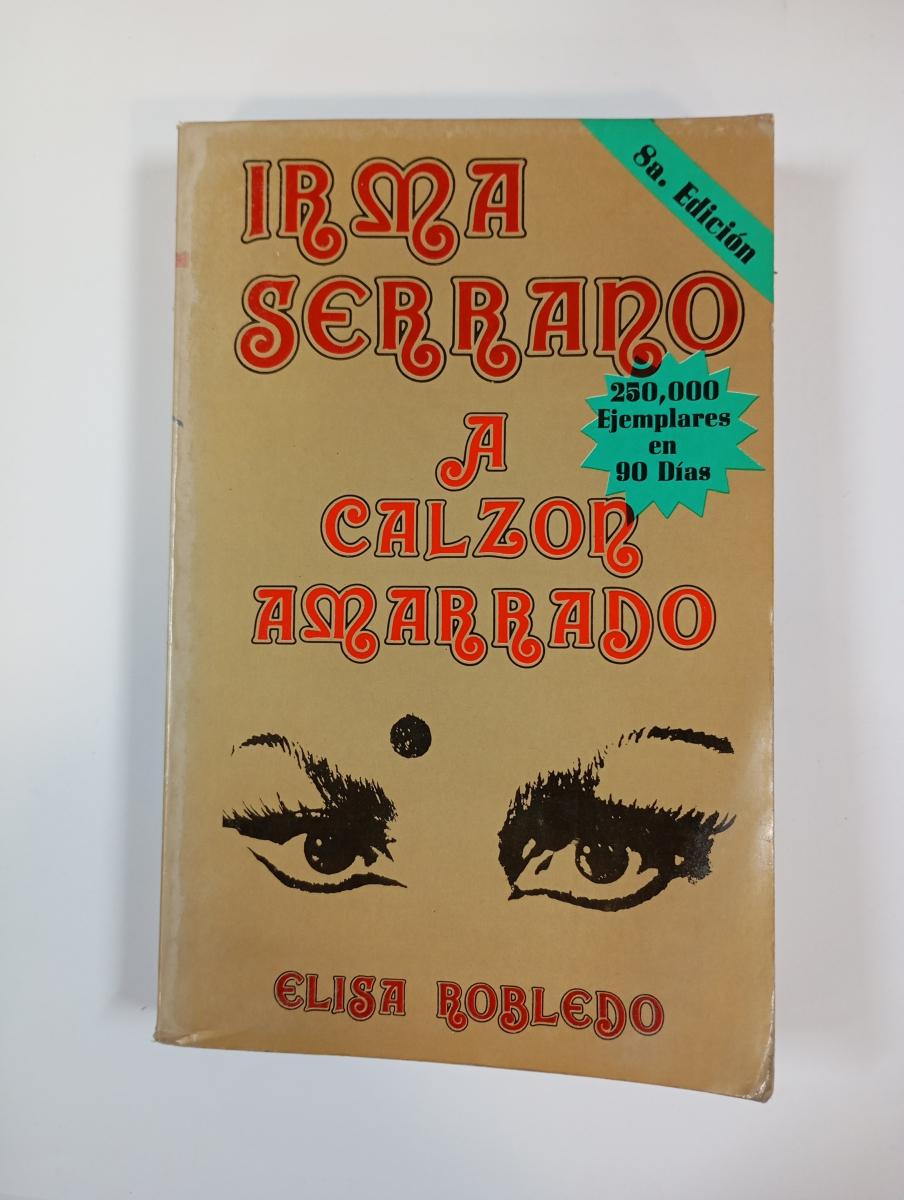 8a. Edición
IRMA
SERRANO
250,000
Ejemplares
en
90 Días
A
CALZON
AMARRADO
ELISA ROBLEDO